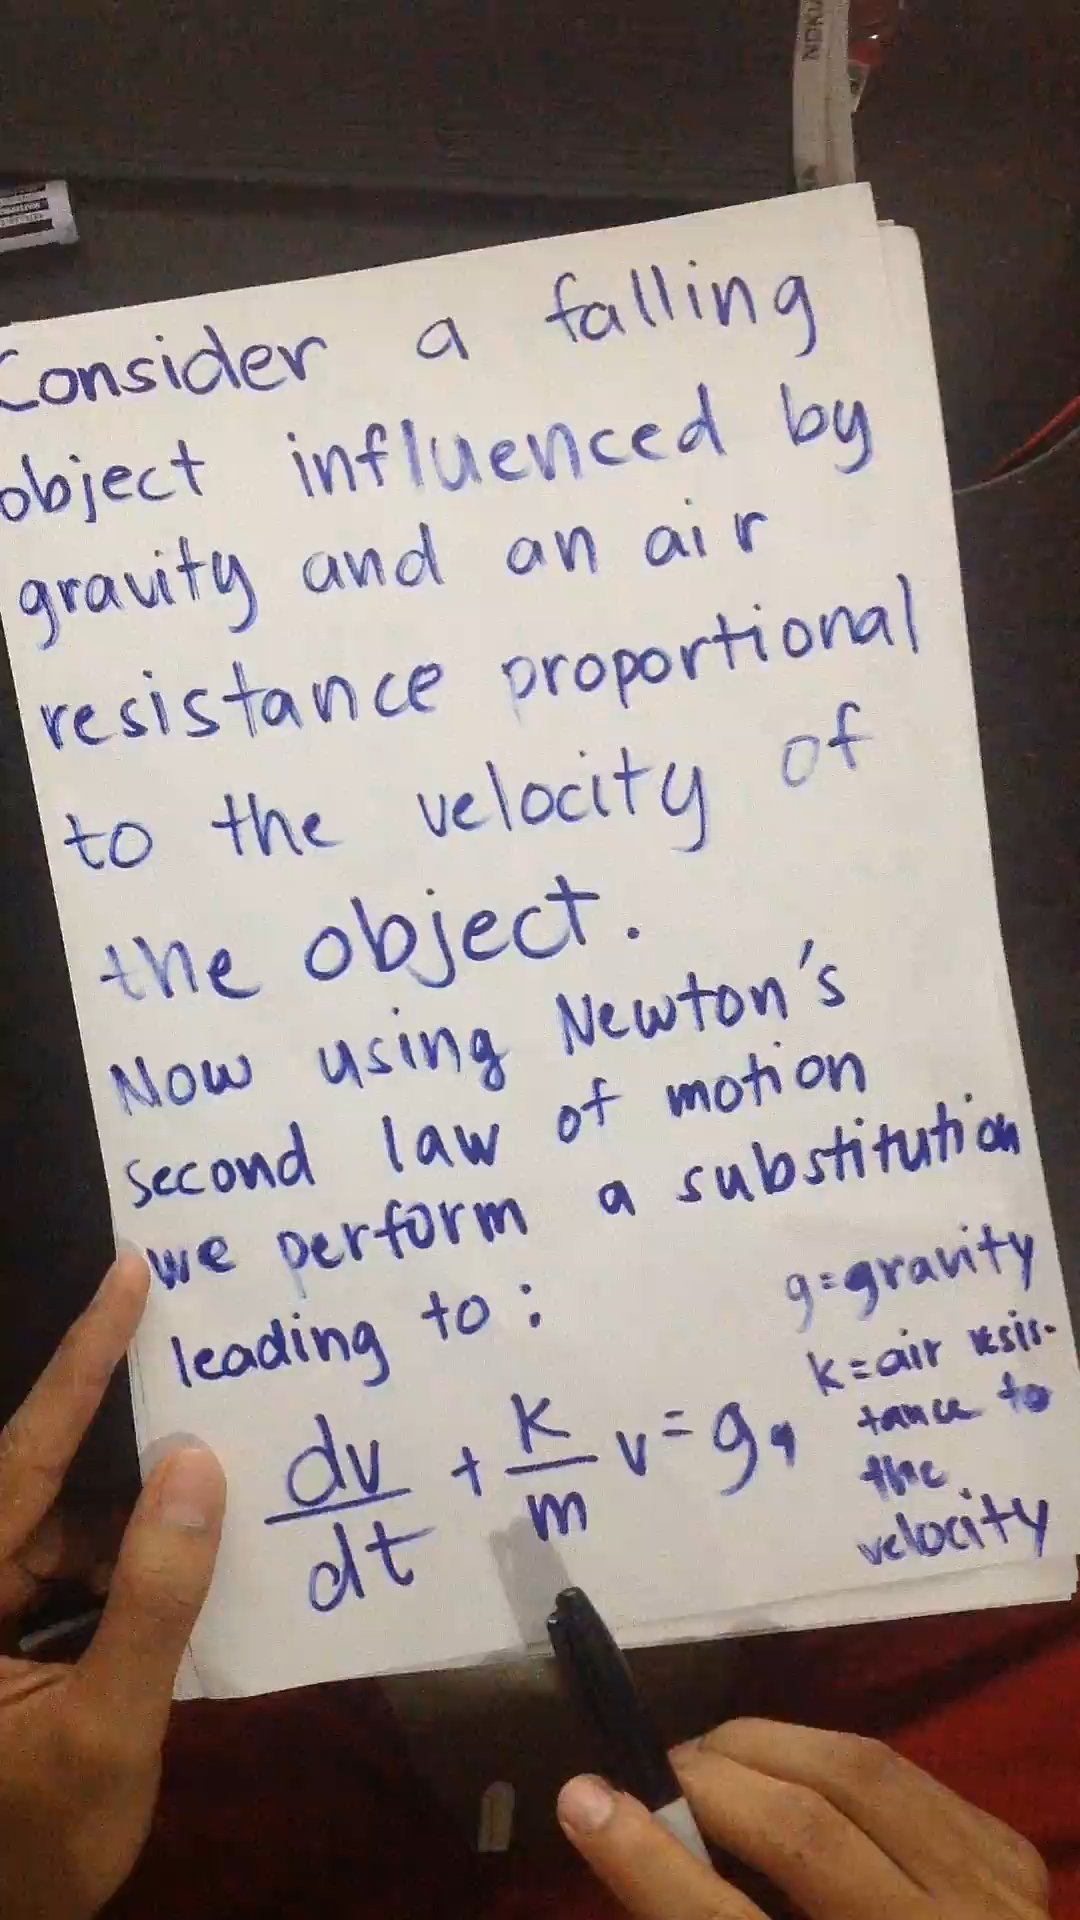 NOKIA
Consider a falling
object influenced by
gravity and an air
resistance proportional
to the velocity of
the object.
Now using Newton's
second law of motion
we perform a substitution
leading to:
g=gravity
k=air resis-
tance to
the
velocity
dv/dt + k/m v = g,